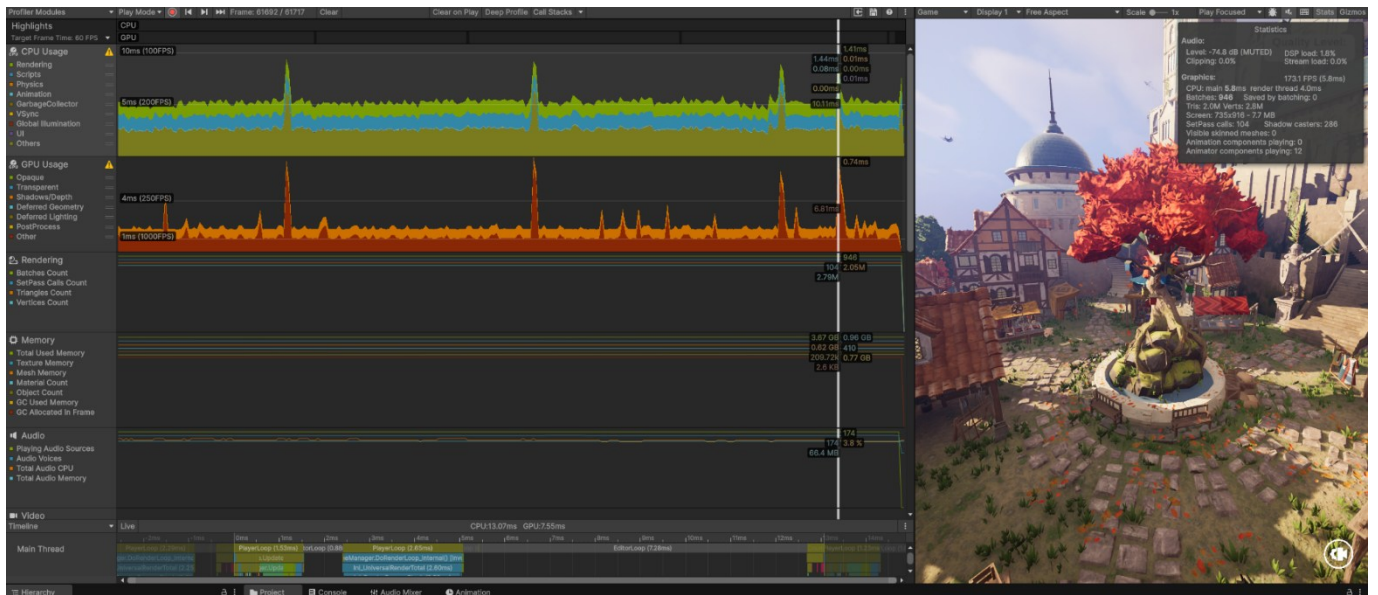 Profiler Modules Play Mode Frame: 61692 / 61717 Clear Clear on Play Deep Profile Call Stacks
Game Display 1 Free Aspect Scale 1x Play Focused Stats Gizmos
Highlights
Target Frame Time: 60 FPS
CPU
GPU
CPU Usage
Rendering
Scripts
Physics
Animation
GarbageCollector
VSync
Global Illumination
UI
Others
10ms (100FPS)
5ms (200FPS)
1.41ms
1.44ms 0.01ms
0.08ms 0.00ms
0.01ms
0.00ms
10.11ms
GPU Usage
Opaque
Transparent
Shadows/Depth
Deferred Geometry
Deferred Lighting
PostProcess
Other
4ms (250FPS)
1ms (1000FPS)
0.74ms
6.81ms
Rendering
Batches Count
SetPass Calls Count
Triangles Count
Vertices Count
946
104 2.05M
2.79M
Memory
Total Used Memory
Texture Memory
Mesh Memory
Material Count
Object Count
GC Used Memory
GC Allocated In Frame
3.67 GB 0.96 GB
0.62 GB 410
209.72k 0.77 GB
2.6 KB
Audio
Playing Audio Sources
Audio Voices
Total Audio CPU
Total Audio Memory
174
174 3.8 %
66.4 MB
Video
Timeline Live CPU:13.07ms GPU:7.55ms
0ms 1ms 2ms 3ms 4ms 5ms 6ms 7ms 8ms 9ms 10ms 11ms 12ms
Main Thread
PlayerLoop (1.53ms) PlayerLoop (2.65ms) EditorLoop (7.28ms)
Inl_UniversalRenderTotal (2.60ms)
Hierarchy Project Console Audio Mixer Animation
Statistics
Audio:
Level: -74.8 dB (MUTED) DSP load: 1.8%
Clipping: 0.0% Stream load: 0.0%
Graphics: 173.1 FPS (5.8ms)
CPU: main 5.8ms render thread 4.0ms
Batches: 946 Saved by batching: 0
Tris: 2.0M Verts: 2.8M
Screen: 735x916 - 7.7 MB
SetPass calls: 104 Shadow casters: 286
Visible skinned meshes: 0
Animation components playing: 0
Animator components playing: 12